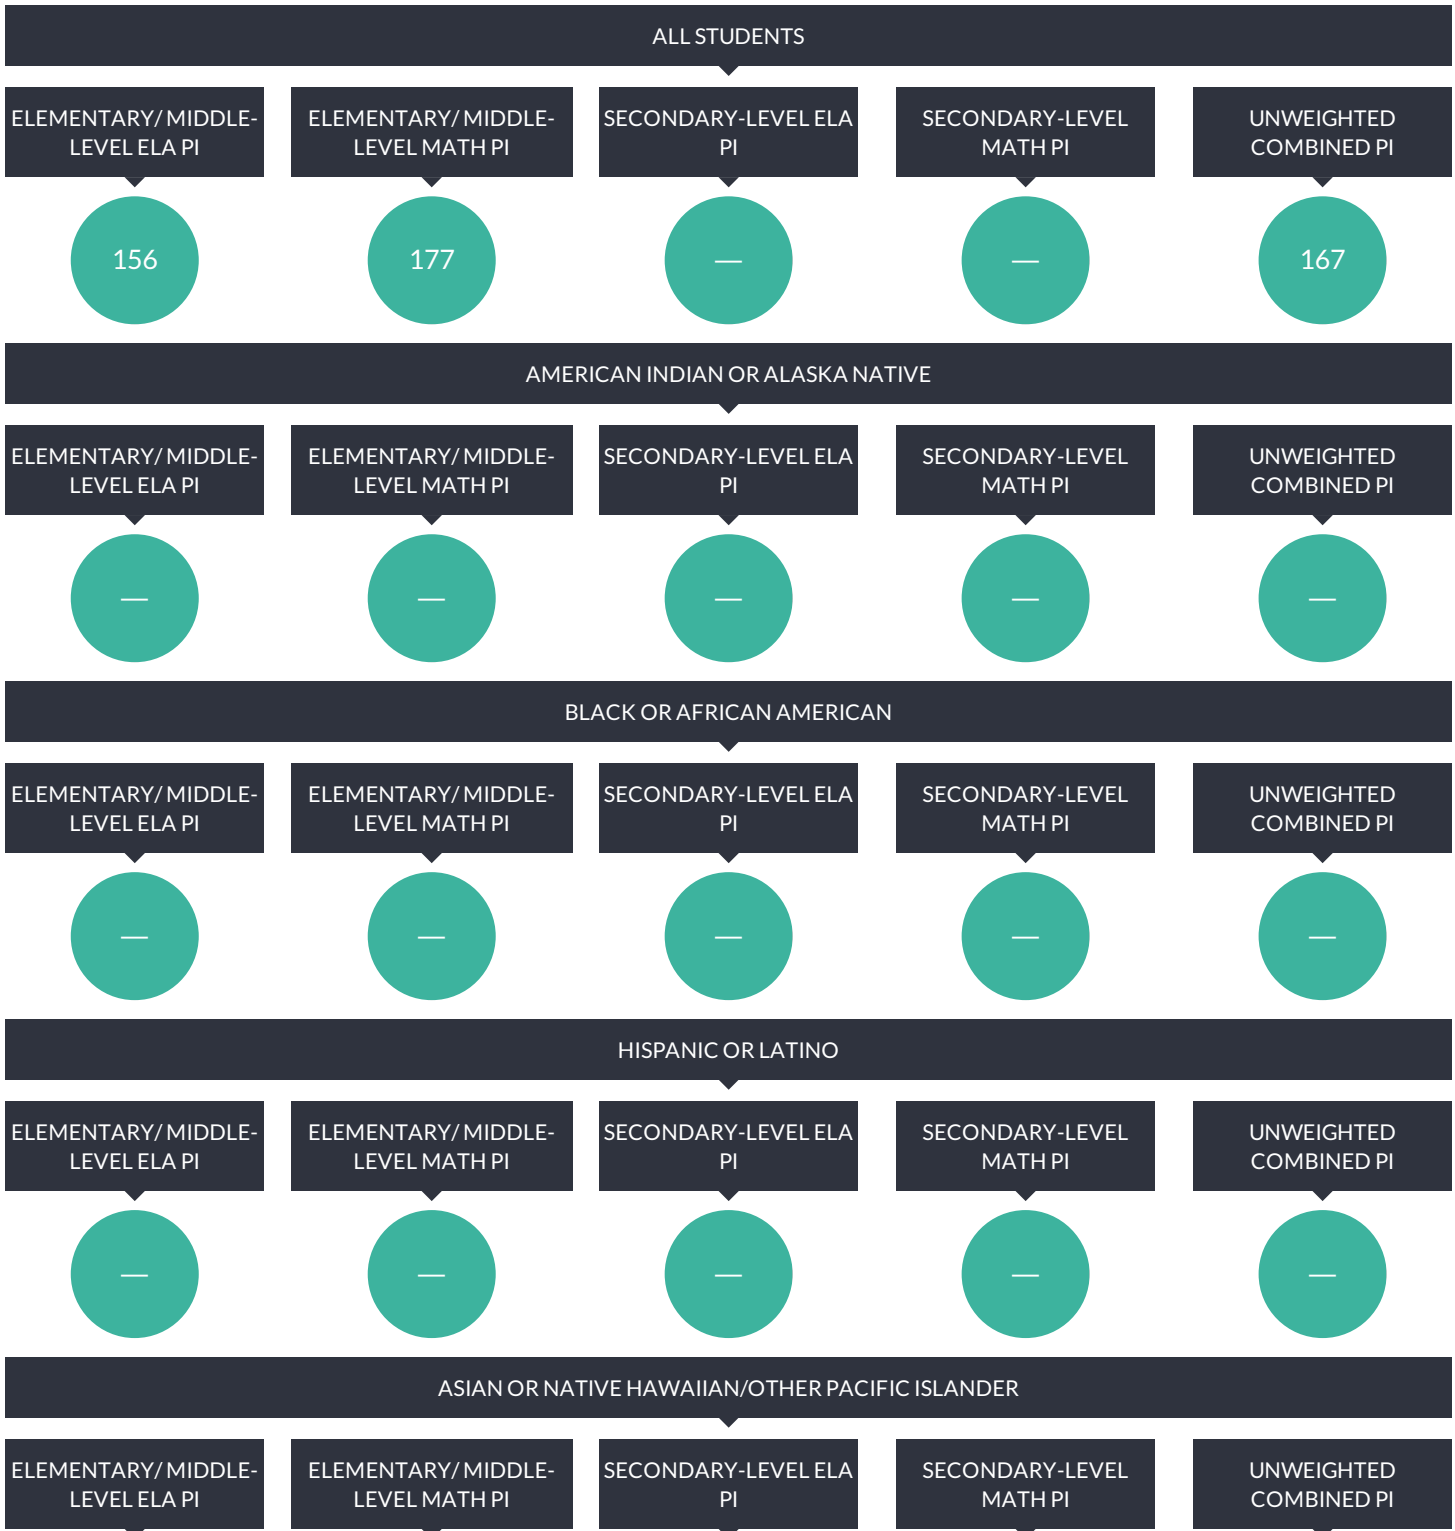 ALL STUDENTS
ELEMENTARY/ MIDDLE-
LEVEL ELA PI
ELEMENTARY/ MIDDLE-
LEVEL MATH PI
SECONDARY-LEVEL ELA
PI
SECONDARY-LEVEL
MATH PI
UNWEIGHTED
COMBINED PI
156
177
—
—
167
AMERICAN INDIAN OR ALASKA NATIVE
ELEMENTARY/ MIDDLE-
LEVEL ELA PI
ELEMENTARY/ MIDDLE-
LEVEL MATH PI
SECONDARY-LEVEL ELA
PI
SECONDARY-LEVEL
MATH PI
UNWEIGHTED
COMBINED PI
—
—
—
—
—
BLACK OR AFRICAN AMERICAN
ELEMENTARY/ MIDDLE-
LEVEL ELA PI
ELEMENTARY/ MIDDLE-
LEVEL MATH PI
SECONDARY-LEVEL ELA
PI
SECONDARY-LEVEL
MATH PI
UNWEIGHTED
COMBINED PI
—
—
—
—
—
HISPANIC OR LATINO
ELEMENTARY/ MIDDLE-
LEVEL ELA PI
ELEMENTARY/ MIDDLE-
LEVEL MATH PI
SECONDARY-LEVEL ELA
PI
SECONDARY-LEVEL
MATH PI
UNWEIGHTED
COMBINED PI
—
—
—
—
—
ASIAN OR NATIVE HAWAIIAN/OTHER PACIFIC ISLANDER
ELEMENTARY/ MIDDLE-
LEVEL ELA PI
ELEMENTARY/ MIDDLE-
LEVEL MATH PI
SECONDARY-LEVEL ELA
PI
SECONDARY-LEVEL
MATH PI
UNWEIGHTED
COMBINED PI